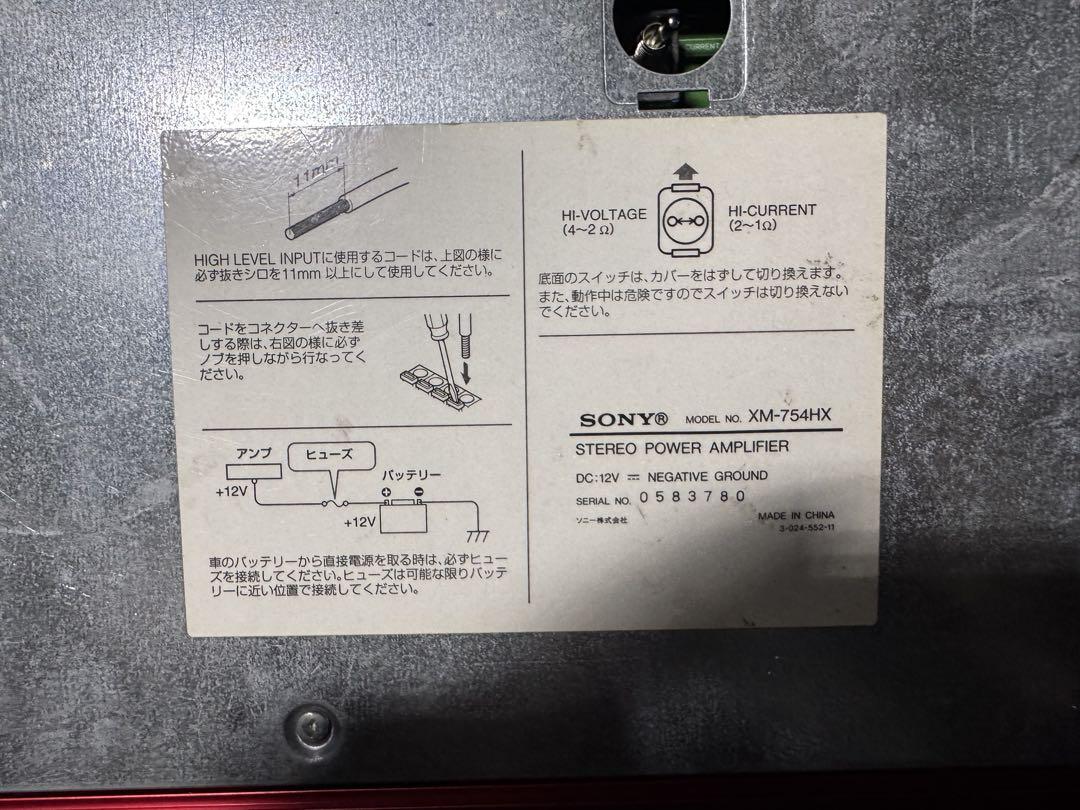 CURRENT
11mm
HIGH LEVEL INPUTに使用するコードは、上図の様に
必ず抜きシロを11mm 以上にして使用してください。
コードをコネクターへ抜き差
しする際は、右図の様に必ず
ノブを押しながら行なってく
ださい。
アンプ
ヒューズ
バッテリー
+12V
+12V
⊕ ⊖
車のバッテリーから直接電源を取る時は、必ずヒュー
ズを接続してください。ヒューズは可能な限りバッテ
リーに近い位置で接続してください。
HI-VOLTAGE
(4~2 Ω)
HI-CURRENT
(2~1Ω)
底面のスイッチは、カバーをはずして切り換えます。
また、動作中は危険ですのでスイッチは切り換えない
でください。
SONY® MODEL NO. XM-754HX
STEREO POWER AMPLIFIER
DC:12V ⎓ NEGATIVE GROUND
SERIAL NO. 0583780
ソニー株式会社
MADE IN CHINA
3-024-552-11